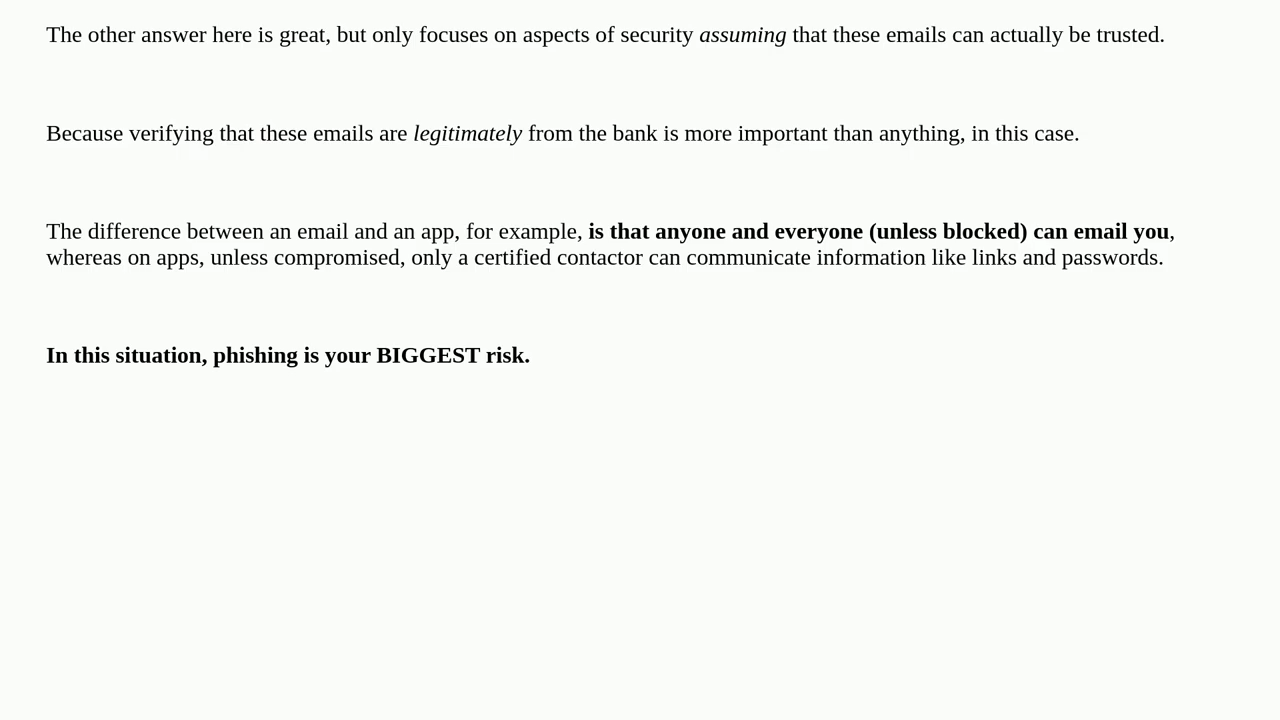 The other answer here is great, but only focuses on aspects of security assuming that these emails can actually be trusted.
Because verifying that these emails are legitimately from the bank is more important than anything, in this case.
The difference between an email and an app, for example, is that anyone and everyone (unless blocked) can email you,
whereas on apps, unless compromised, only a certified contactor can communicate information like links and passwords.
In this situation, phishing is your BIGGEST risk.